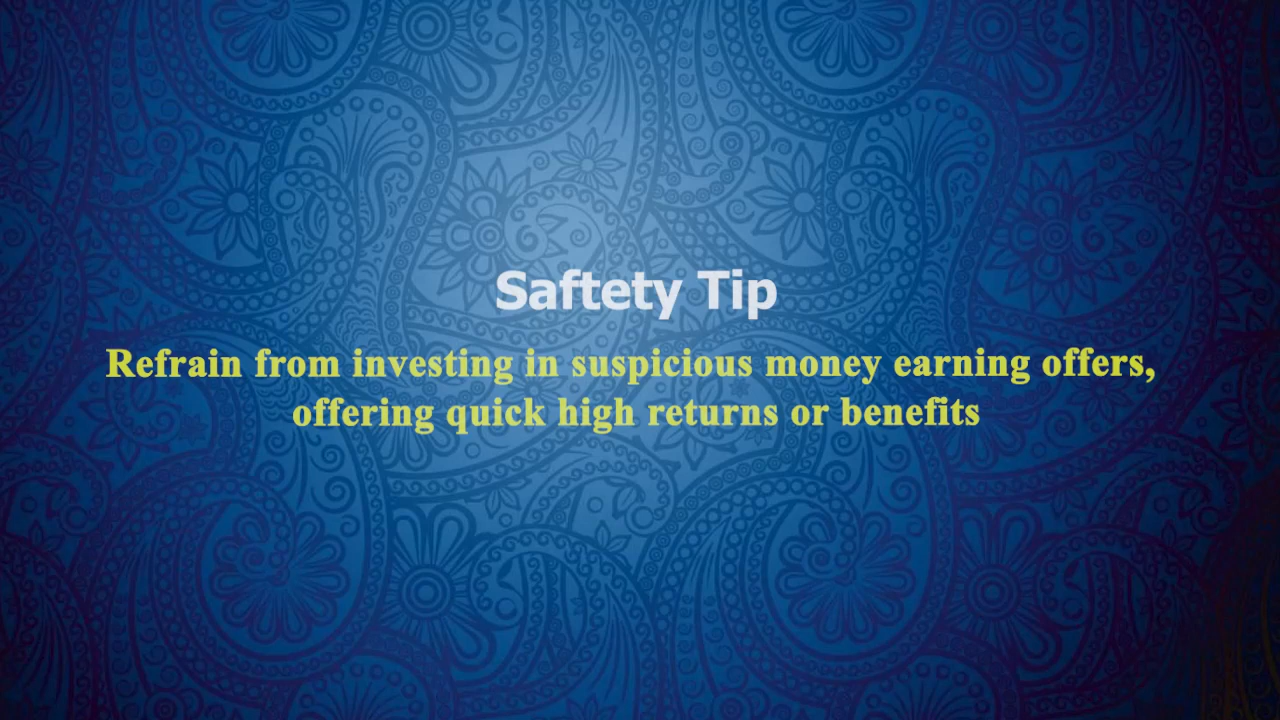 Saftety Tip
Refrain from investing in suspicious money earning offers,
offering quick high returns or benefits